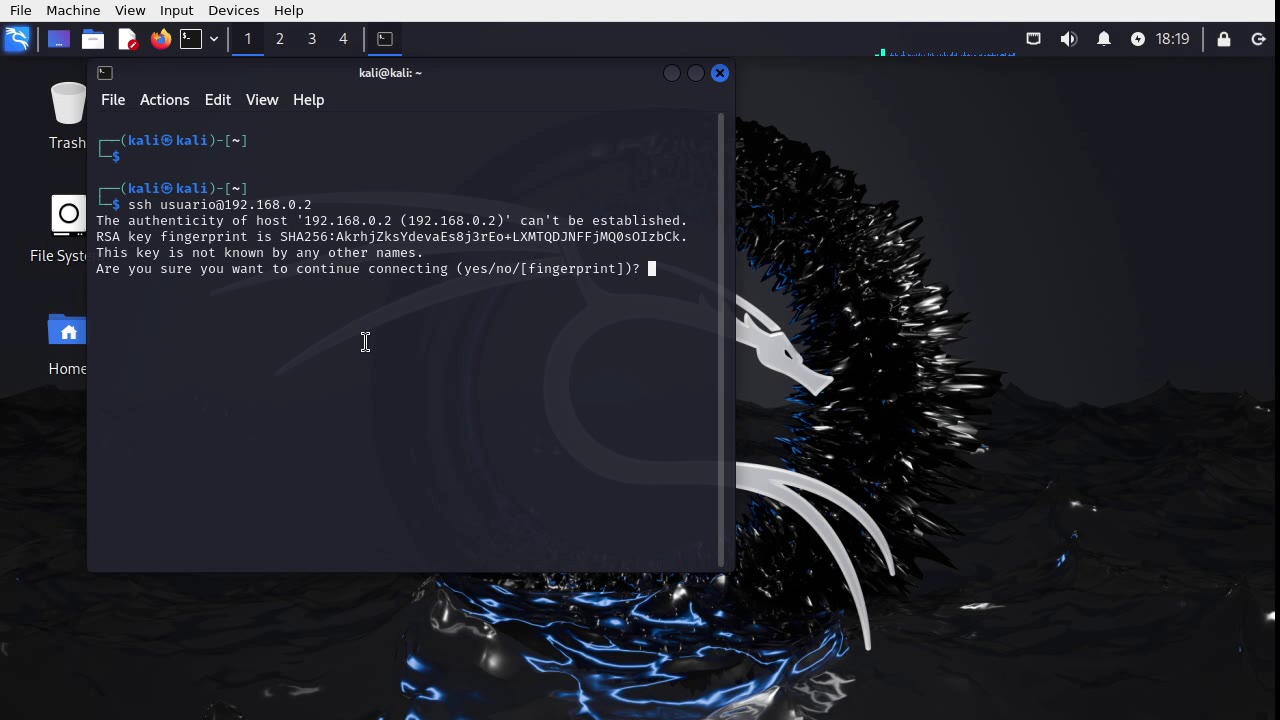 File Machine View Input Devices Help
1 2 3 4 18:19
kali@kali: ~
File Actions Edit View Help
Trash
File Syst
Home
┌──(kali㉿kali)-[~]
└─$
┌──(kali㉿kali)-[~]
└─$ ssh usuario@192.168.0.2
The authenticity of host '192.168.0.2 (192.168.0.2)' can't be established.
RSA key fingerprint is SHA256:AkrhjZksYdevaEs8j3rEo+LXMTQDJNFFjMQ0sOIzbCk.
This key is not known by any other names.
Are you sure you want to continue connecting (yes/no/[fingerprint])?